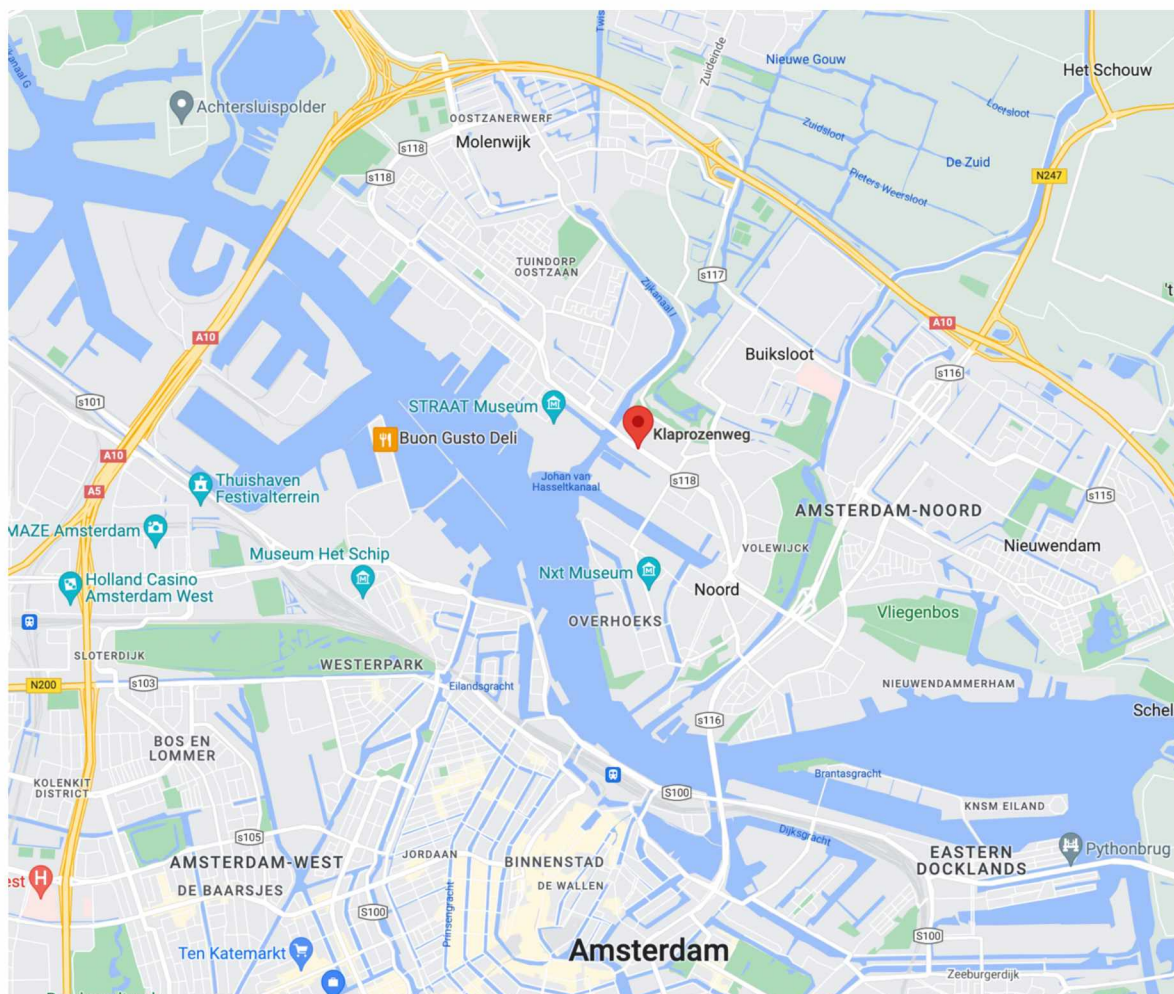 Nieuwe Gouw
Zuideinde
Het Schouw
Achtersluispolder
OOSTZANERWERF
Molenwijk
Loersloot
Zuidsloot
s118
De Zuid
s118
N247
Pieters Weersloot
TUINDORP
OOSTZAAN
s117
Zijkanaal I
't
A10
A10
Buiksloot
s116
s101
STRAAT Museum
Klaprozenweg
Buon Gusto Deli
A10
Johan van
Hasseltkanaal
s118
Thuishaven
Festivalterrein
A5
s115
AMSTERDAM-NOORD
MAZE Amsterdam
VOLEWIJCK
Nieuwendam
Museum Het Schip
Nxt Museum
Noord
Holland Casino
Amsterdam West
Vliegenbos
OVERHOEKS
SLOTERDIJK
WESTERPARK
N200
s103
Eilandsgracht
NIEUWENDAMMERHAM
Schel
s116
BOS EN
LOMMER
Brantasgracht
KOLENKIT
DISTRICT
S100
KNSM EILAND
s105
Dijksgracht
AMSTERDAM-WEST
JORDAAN
BINNENSTAD
EASTERN
DOCKLANDS
Pythonbrug
est
DE BAARSJES
DE WALLEN
S100
Prinsengracht
S100
Ten Katemarkt
Amsterdam
Zeeburgerdijk